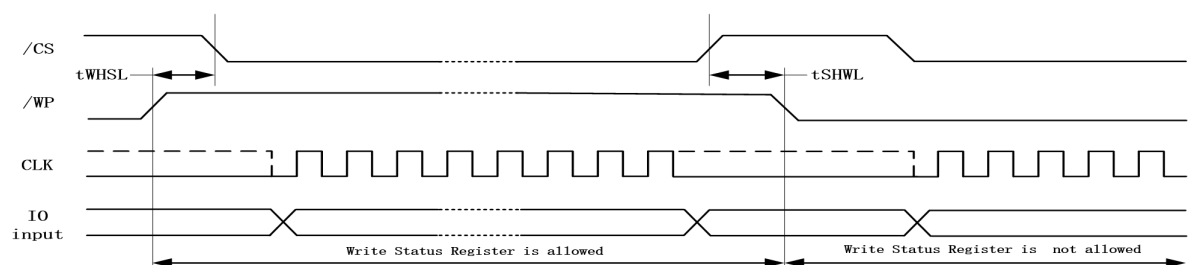 /CS
tWHSL
tSHWL
/WP
CLK
IO
input
Write Status Register is allowed
Write Status Register is not allowed